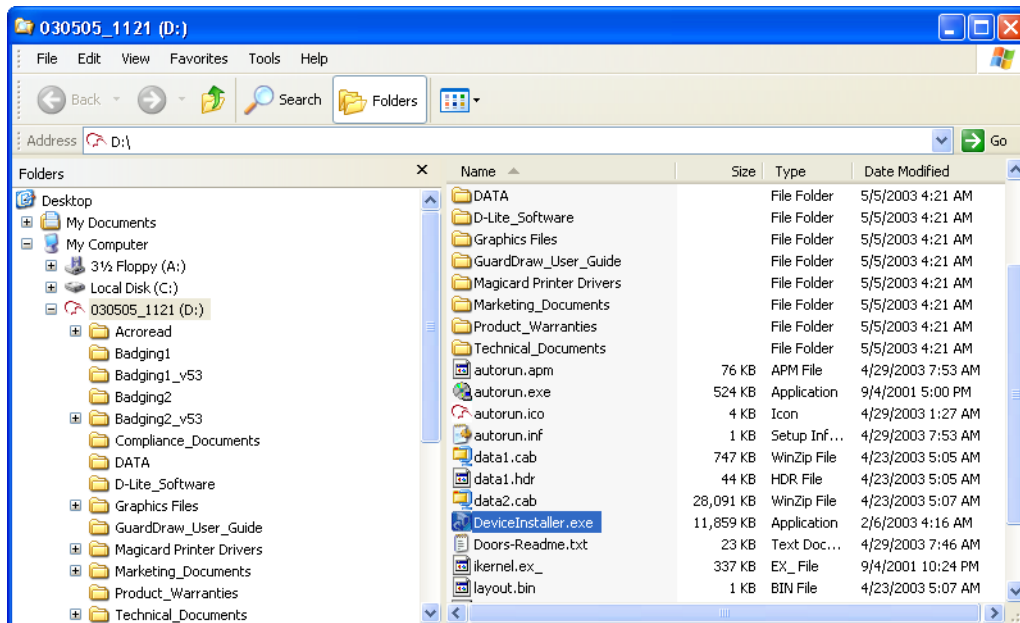 030505_1121 (D:)
File Edit View Favorites Tools Help
Back Search Folders
Address D:\ Go
Folders
Desktop
My Documents
My Computer
3½ Floppy (A:)
Local Disk (C:)
030505_1121 (D:)
Acroread
Badging1
Badging1_v53
Badging2
Badging2_v53
Compliance_Documents
DATA
D-Lite_Software
Graphics Files
GuardDraw_User_Guide
Magicard Printer Drivers
Marketing_Documents
Product_Warranties
Technical_Documents
Name Size Type Date Modified
DATA File Folder 5/5/2003 4:21 AM
D-Lite_Software File Folder 5/5/2003 4:21 AM
Graphics Files File Folder 5/5/2003 4:21 AM
GuardDraw_User_Guide File Folder 5/5/2003 4:21 AM
Magicard Printer Drivers File Folder 5/5/2003 4:21 AM
Marketing_Documents File Folder 5/5/2003 4:21 AM
Product_Warranties File Folder 5/5/2003 4:21 AM
Technical_Documents File Folder 5/5/2003 4:21 AM
autorun.apm 76 KB APM File 4/29/2003 7:53 AM
autorun.exe 524 KB Application 9/4/2001 5:00 PM
autorun.ico 4 KB Icon 4/29/2003 1:27 AM
autorun.inf 1 KB Setup Inf... 4/29/2003 7:53 AM
data1.cab 747 KB WinZip File 4/23/2003 5:05 AM
data1.hdr 44 KB HDR File 4/23/2003 5:05 AM
data2.cab 28,091 KB WinZip File 4/23/2003 5:07 AM
DeviceInstaller.exe 11,859 KB Application 2/6/2003 4:16 AM
Doors-Readme.txt 23 KB Text Doc... 4/29/2003 7:46 AM
ikernel.ex_ 337 KB EX_ File 9/4/2001 10:24 PM
layout.bin 1 KB BIN File 4/23/2003 5:07 AM